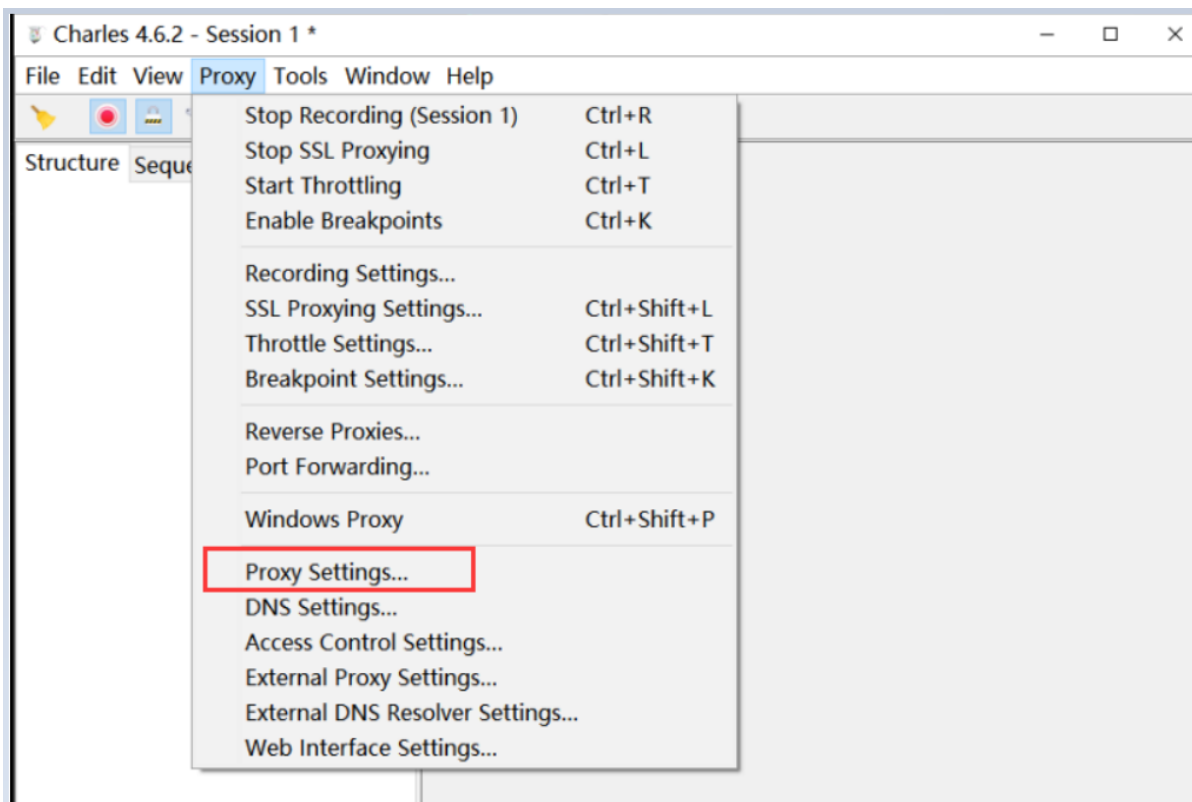 Charles 4.6.2 - Session 1 *
File Edit View Proxy Tools Window Help
Structure Seque
Stop Recording (Session 1) Ctrl+R
Stop SSL Proxying Ctrl+L
Start Throttling Ctrl+T
Enable Breakpoints Ctrl+K
Recording Settings...
SSL Proxying Settings... Ctrl+Shift+L
Throttle Settings... Ctrl+Shift+T
Breakpoint Settings... Ctrl+Shift+K
Reverse Proxies...
Port Forwarding...
Windows Proxy Ctrl+Shift+P
Proxy Settings...
DNS Settings...
Access Control Settings...
External Proxy Settings...
External DNS Resolver Settings...
Web Interface Settings...